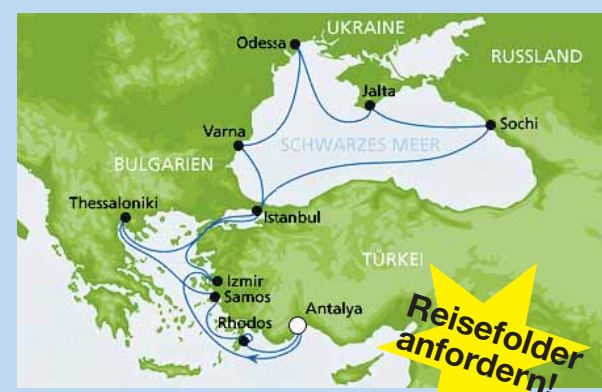 UKRAINE
Odessa
RUSSLAND
Jalta
Sochi
Varna
SCHWARZES MEER
BULGARIEN
Thessaloniki
Istanbul
TÜRKEI
Izmir
Samos
Antalya
Rhodos
Reisefolder
anfordern!